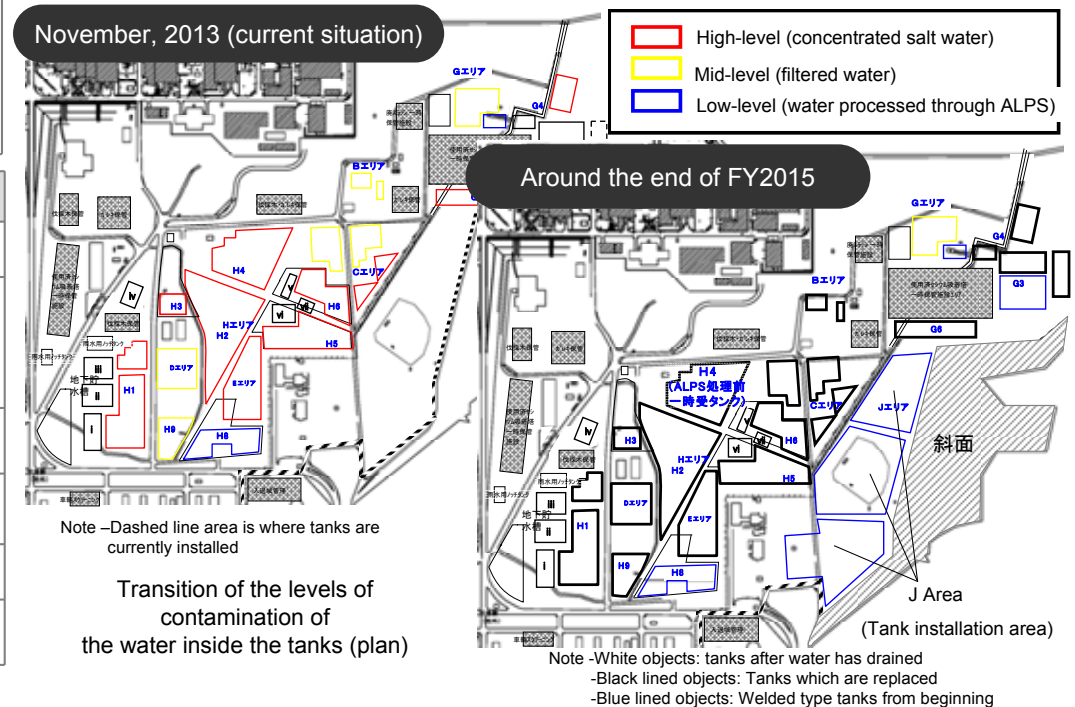 November, 2013 (current situation)
High-level (concentrated salt water)
Mid-level (filtered water)
Low-level (water processed through ALPS)
Gエリア
G4
Bエリア
H4
Cエリア
H3
iv
v
vi
vii
H6
Hエリア
H2
H5
iii
ii
i
地下貯
水槽
H1
Dエリア
Eエリア
H9
H8
Note –Dashed line area is where tanks are
currently installed
Transition of the levels of
contamination of
the water inside the tanks (plan)
Around the end of FY2015
Gエリア
G4
G3
G6
Bエリア
H4
(ALPS処理前
一時受タンク)
Cエリア
Jエリア
斜面
H3
iv
vi
H6
Hエリア
H2
H5
iii
ii
i
地下貯
水槽
H1
Dエリア
Eエリア
H9
H8
J Area
(Tank installation area)
Note -White objects: tanks after water has drained
-Black lined objects: Tanks which are replaced
-Blue lined objects: Welded type tanks from beginning